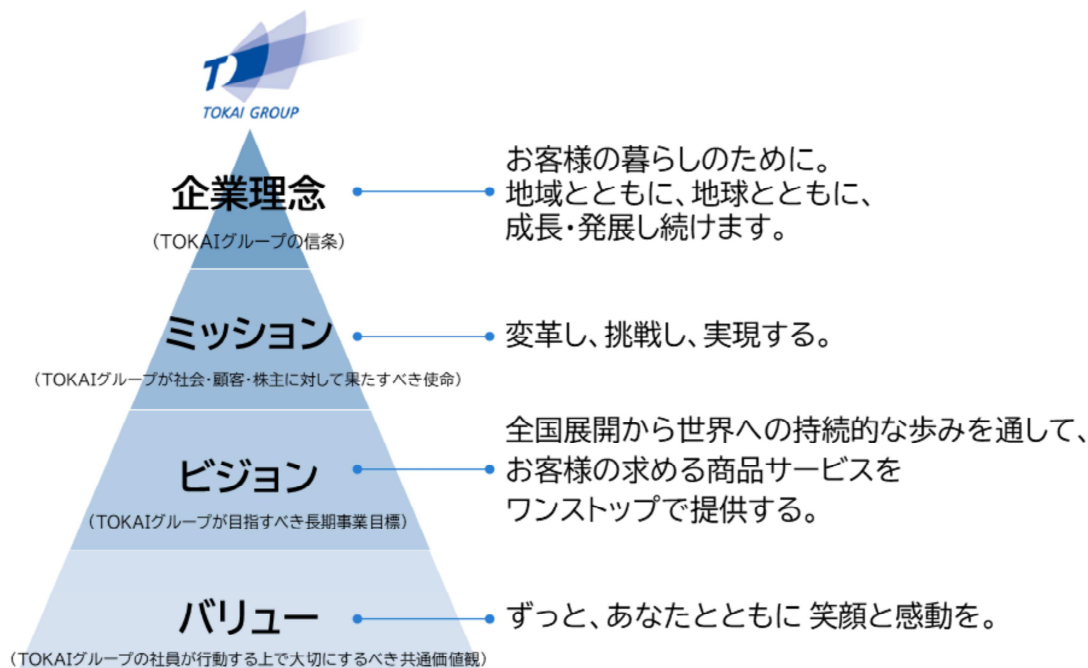 TOKAI GROUP
企業理念
(TOKAIグループの信条)
お客様の暮らしのために。
地域とともに、地球とともに、
成長・発展し続けます。
ミッション
(TOKAIグループが社会・顧客・株主に対して果たすべき使命)
変革し、挑戦し、実現する。
ビジョン
(TOKAIグループが目指すべき長期事業目標)
全国展開から世界への持続的な歩みを通して、
お客様の求める商品サービスを
ワンストップで提供する。
バリュー
(TOKAIグループの社員が行動する上で大切にするべき共通価値観)
ずっと、あなたとともに 笑顔と感動を。